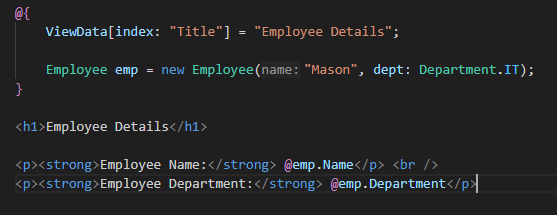 @{
ViewData[index: "Title"] = "Employee Details";
Employee emp = new Employee(name: "Mason", dept: Department.IT);
}
<h1>Employee Details</h1>
<p><strong>Employee Name:</strong> @emp.Name</p> <br />
<p><strong>Employee Department:</strong> @emp.Department</p>